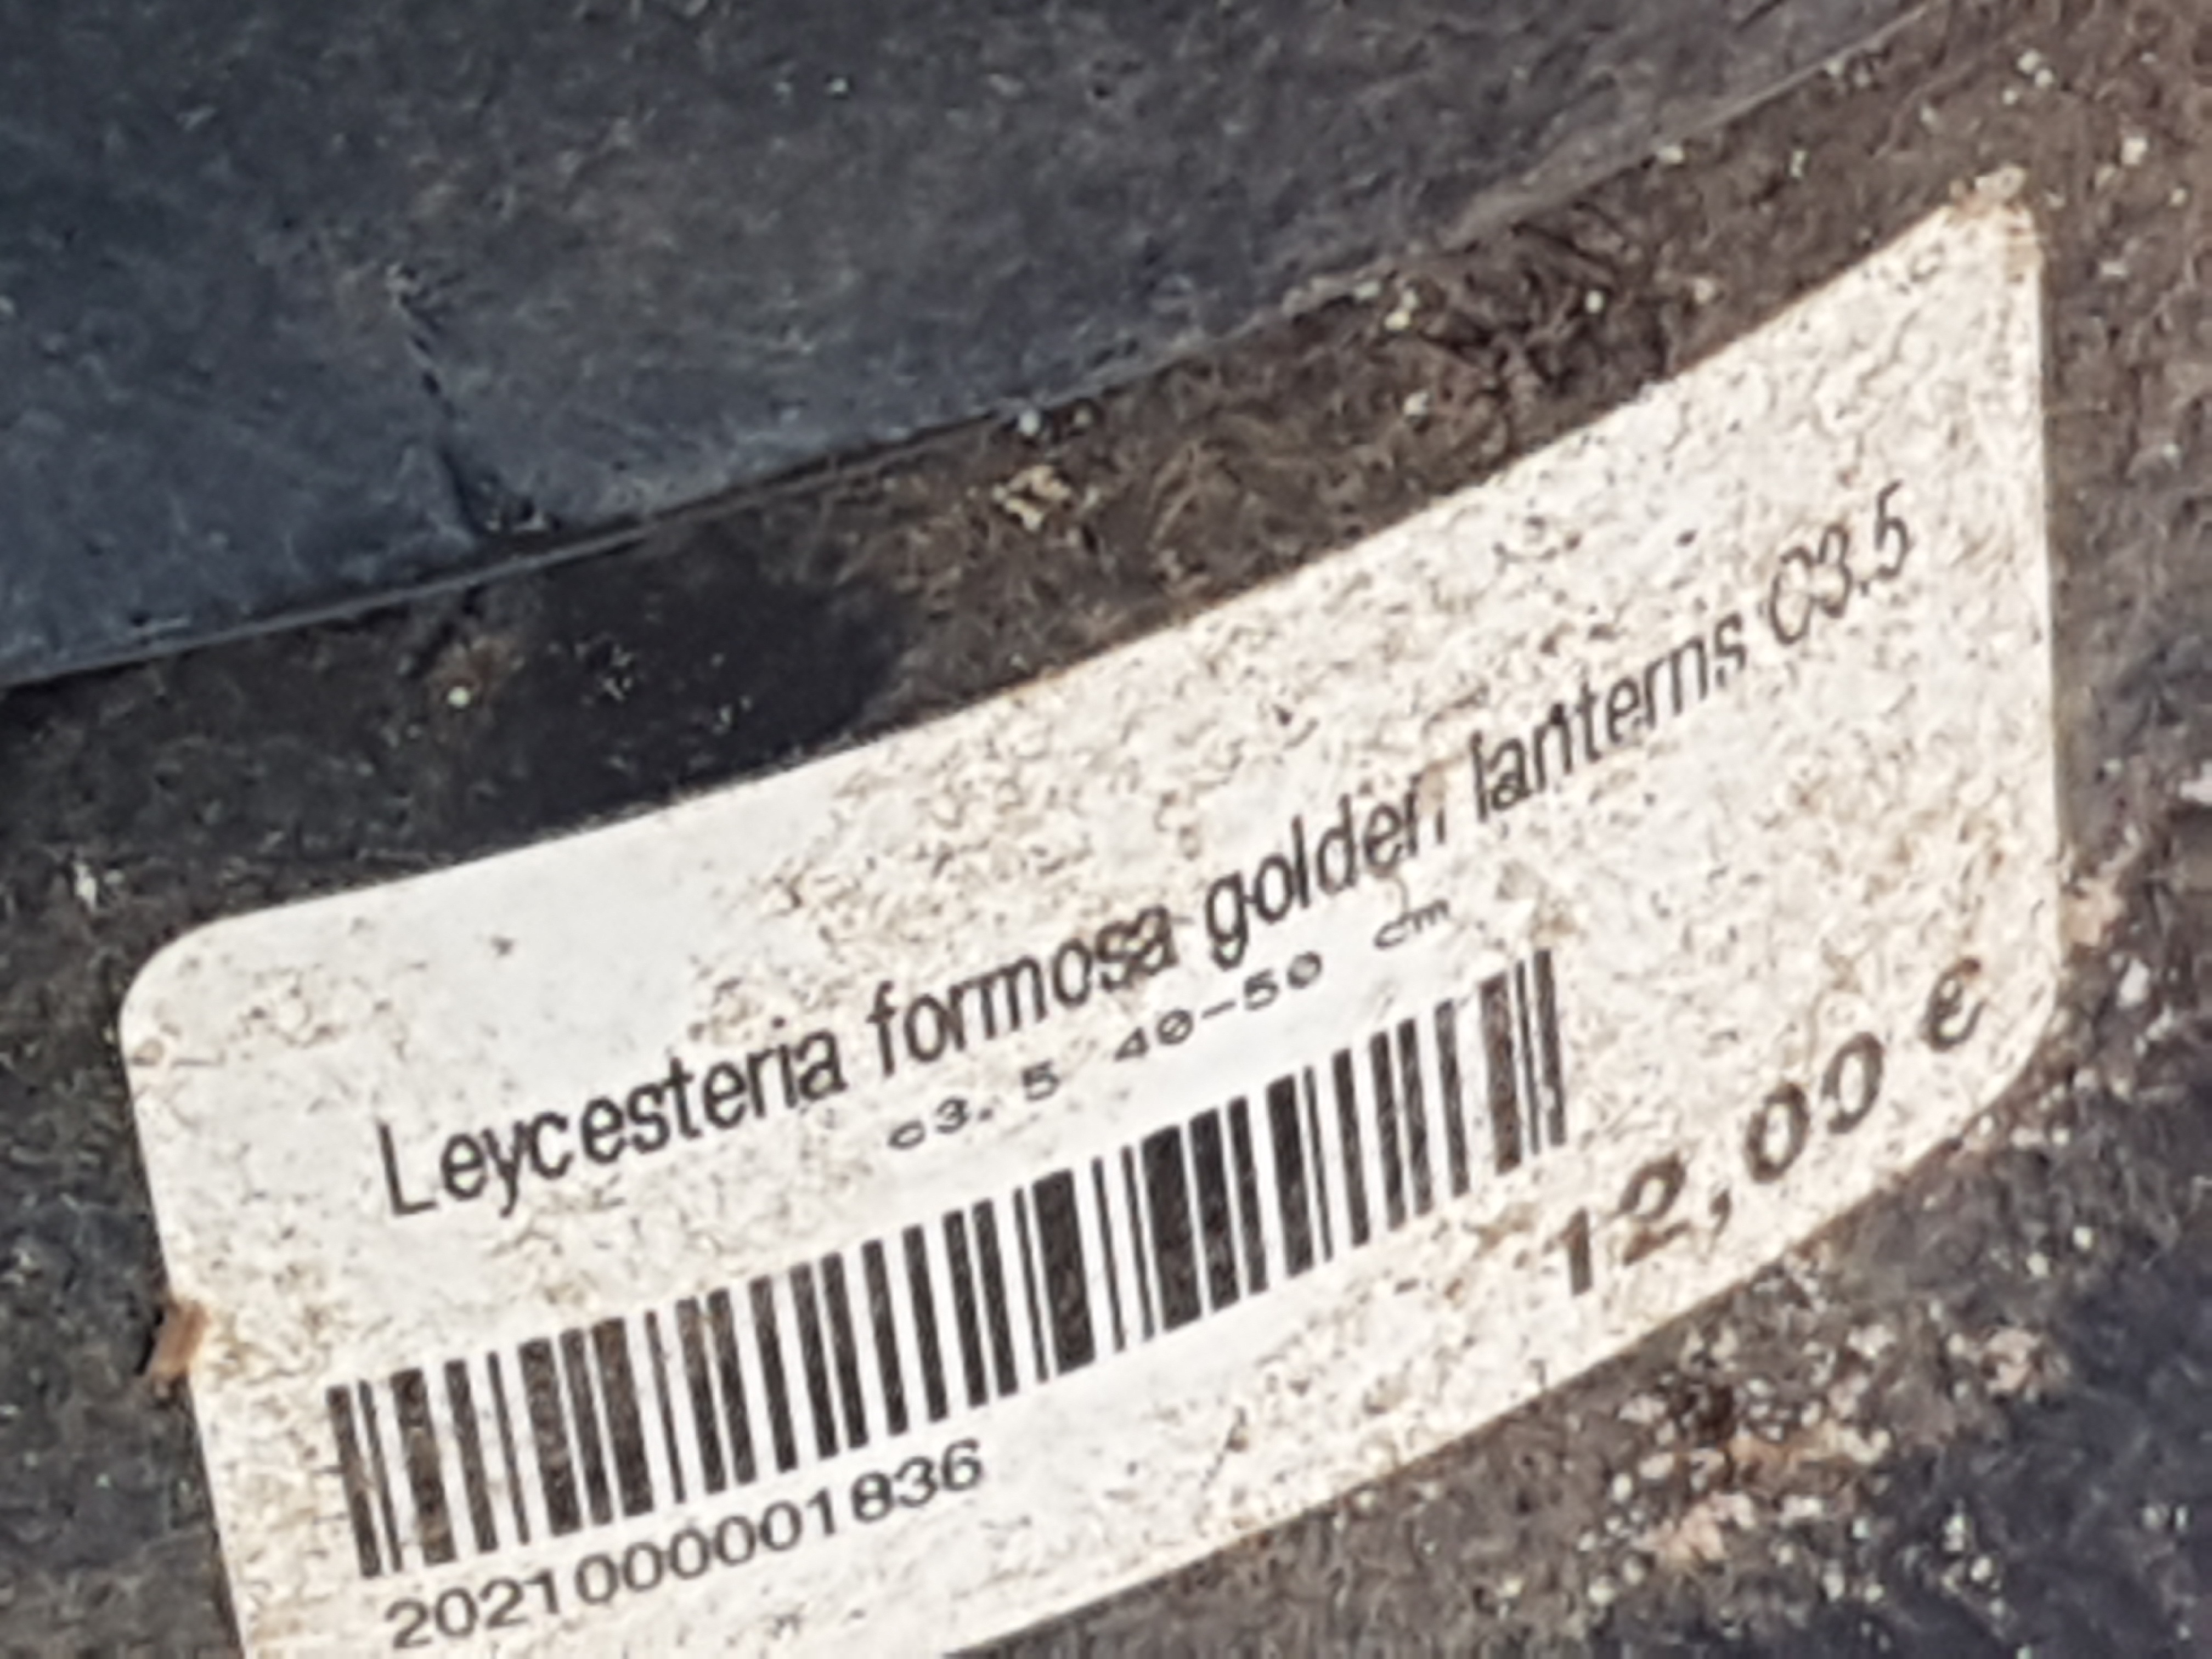 Leycesteria formosa golden lanterns C3.5
c3.5 40-50 cm
12,00 €
2021000001836